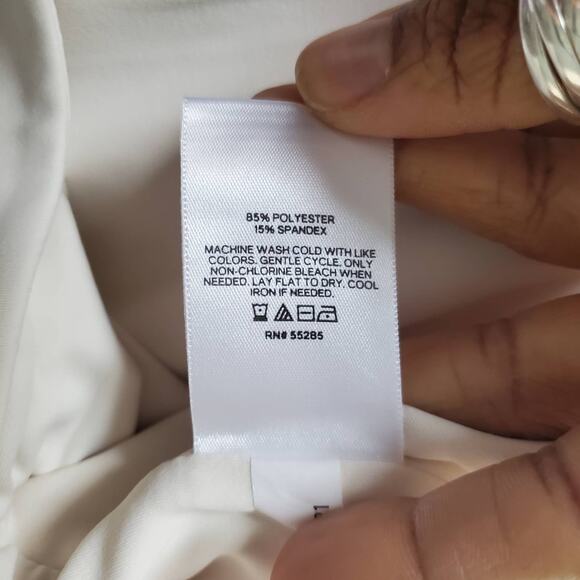 85% POLYESTER
15% SPANDEX
MACHINE WASH COLD WITH LIKE
COLORS. GENTLE CYCLE. ONLY
NON-CHLORINE BLEACH WHEN
NEEDED. LAY FLAT TO DRY. COOL
IRON IF NEEDED.
RN# 55285